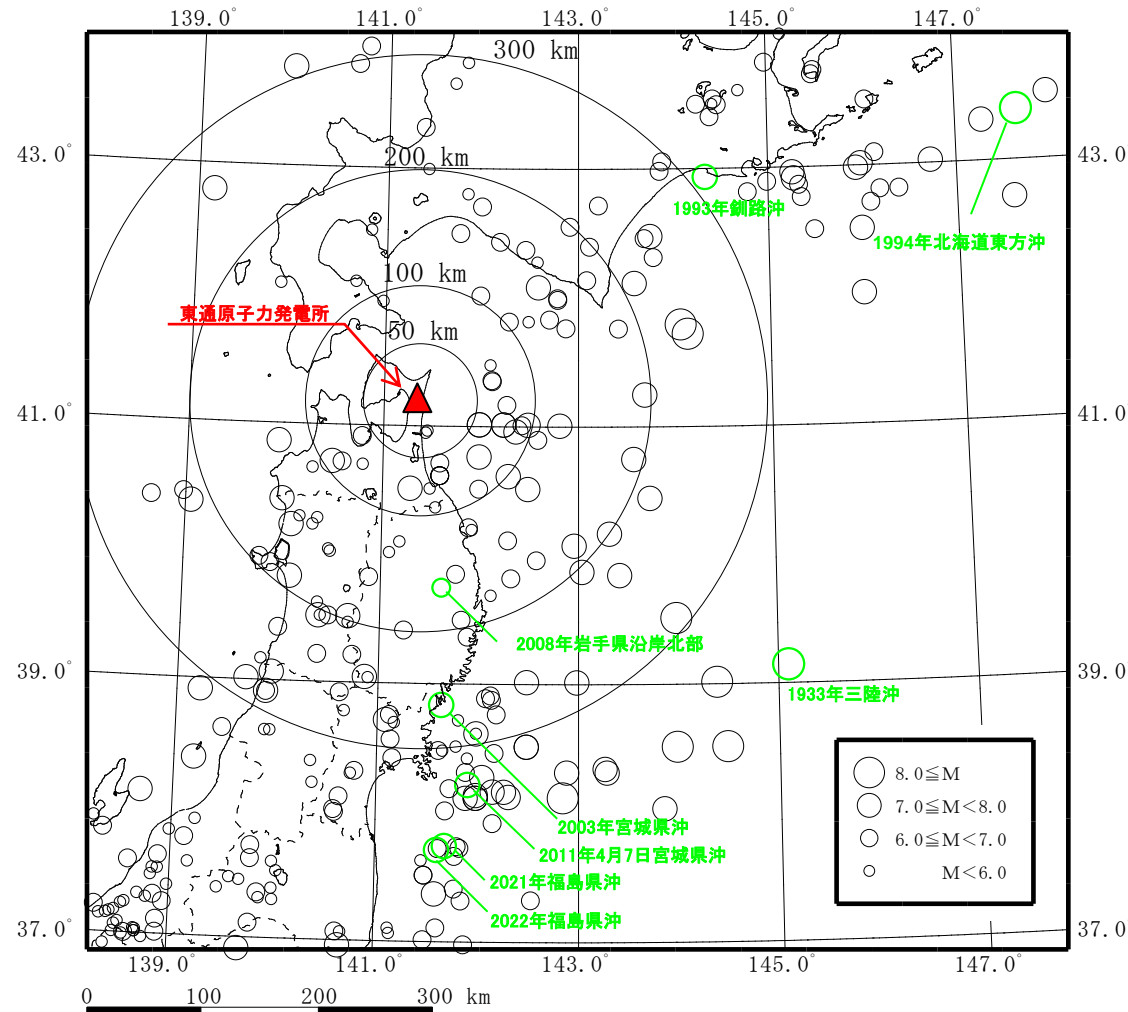 139.0° 141.0° 143.0° 145.0° 147.0°
300 km
43.0° 43.0°
200 km
1993年釧路沖
1994年北海道東方沖
100 km
東通原子力発電所
50 km
41.0° 41.0°
2008年岩手県沿岸北部
39.0° 39.0°
1933年三陸沖
8.0≦M
7.0≦M<8.0
6.0≦M<7.0
M<6.0
2003年宮城県沖
2011年4月7日宮城県沖
2021年福島県沖
2022年福島県沖
37.0° 37.0°
139.0° 141.0° 143.0° 145.0° 147.0°
0 100 200 300 km